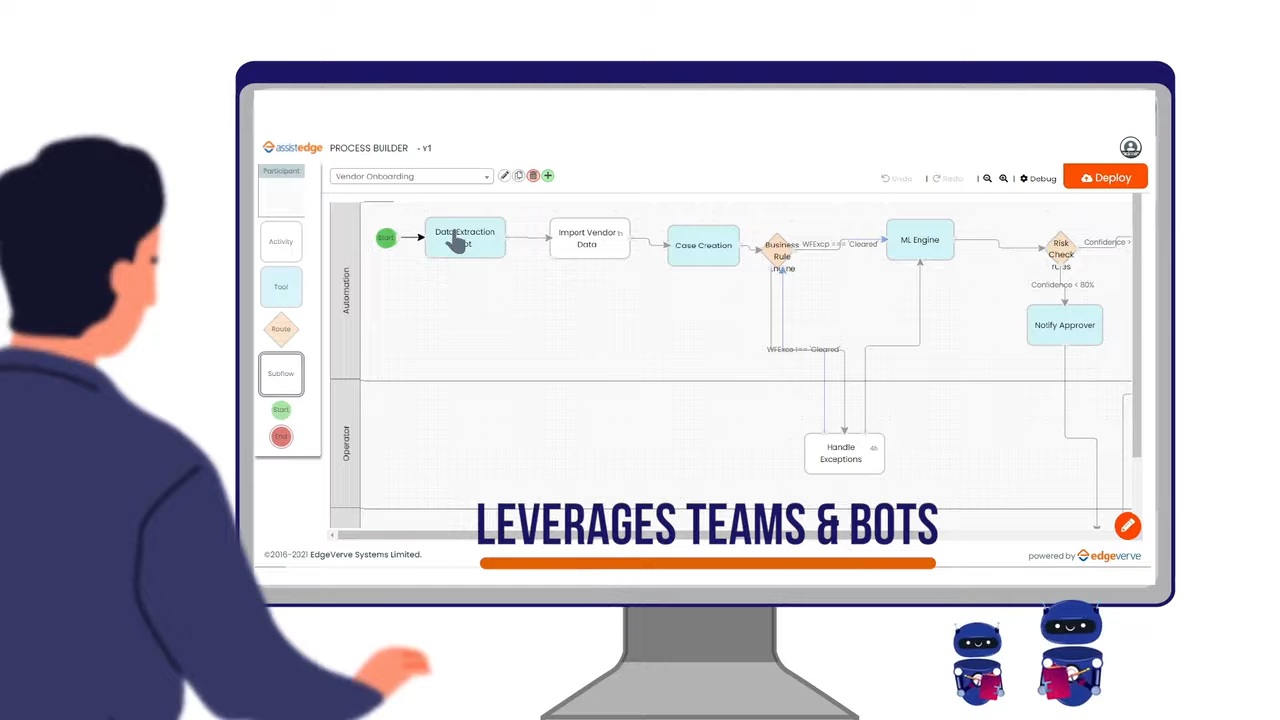 assistedge PROCESS BUILDER - v1
Participant
Vendor Onboarding
Undo | Redo | Debug
Deploy
Activity
Tool
Route
Subflow
Start
End
Automation
Operator
Start
Data Extraction
Import Vendor
Data
Case Creation
Business
Rule
WFExcp == 'Cleared
ML Engine
Risk
Check
rules
Confidence >
Confidence < 80%
Notify Approver
WFExcp !== 'Cleared'
Handle
Exceptions
4h
LEVERAGES TEAMS & BOTS
©2016-2021 EdgeVerve Systems Limited.
powered by edgeverve